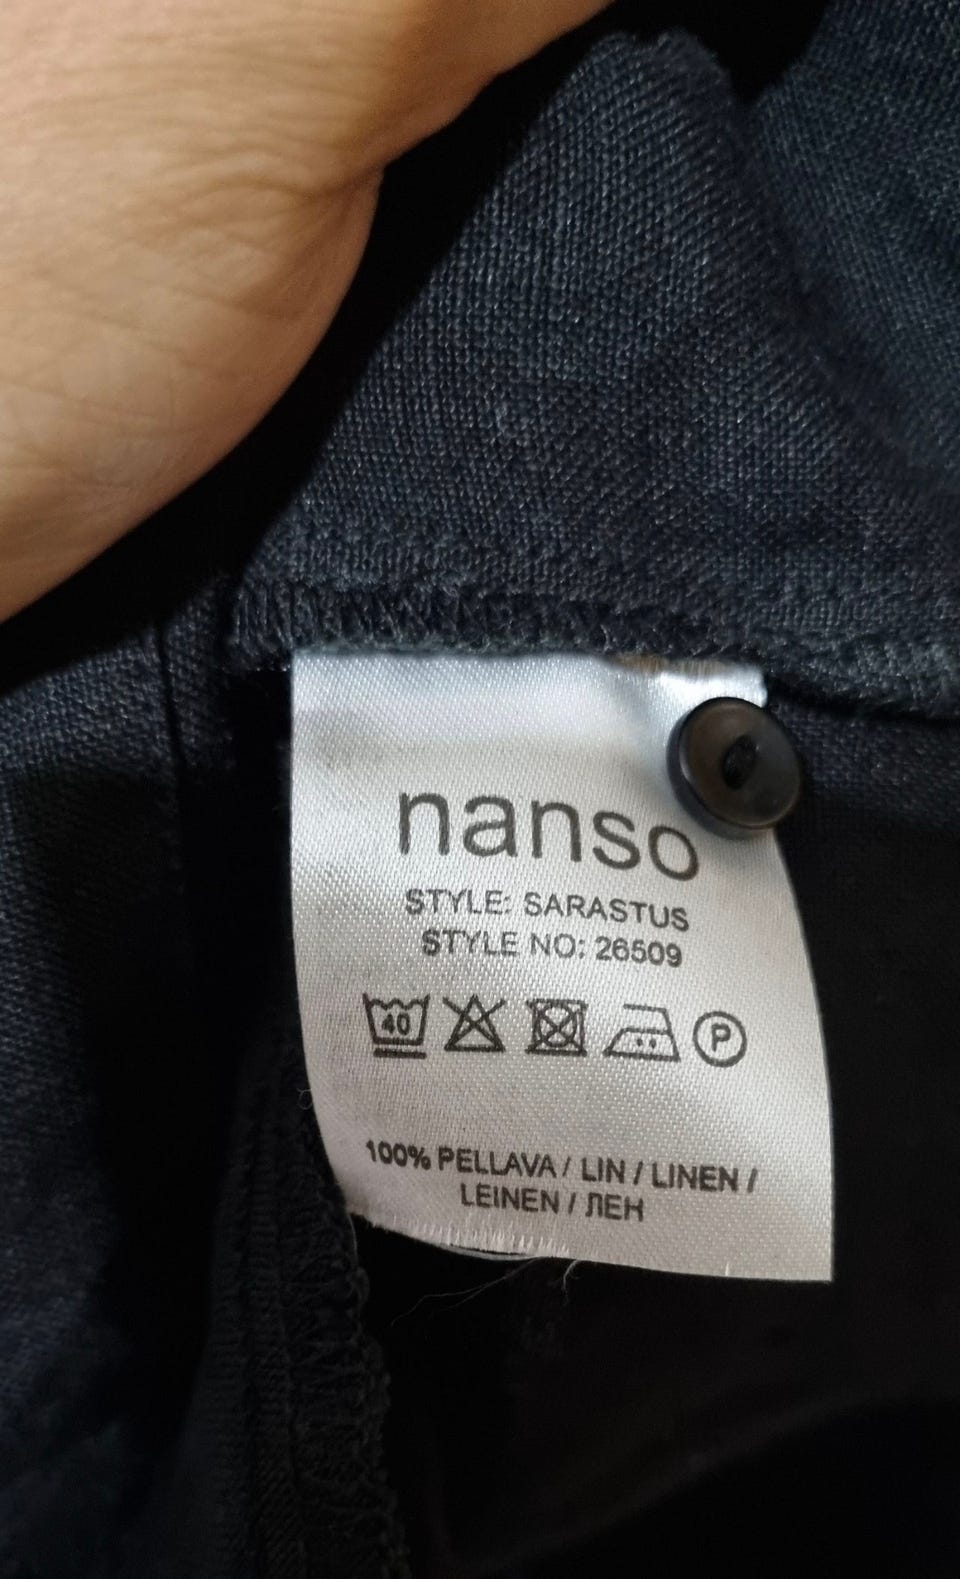 nanso
STYLE: SARASTUS
STYLE NO: 26509
40 P
100% PELLAVA / LIN / LINEN /
LEINEN / ЛЕН